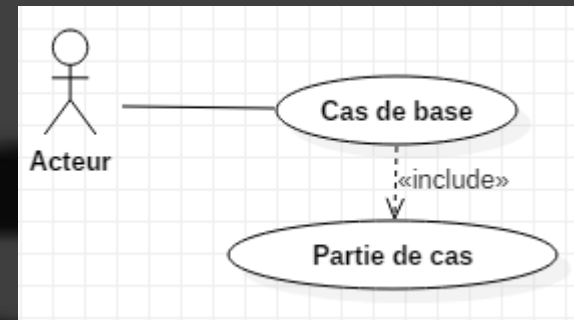 Cas de base
Acteur
«include»
Partie de cas